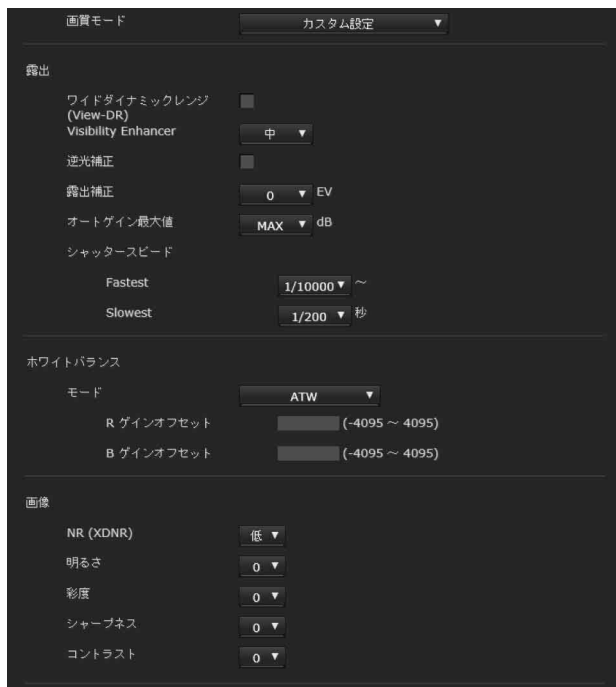 画質モード カスタム設定 ▼
露出
ワイドダイナミックレンジ
(View-DR)
Visibility Enhancer 中 ▼
逆光補正
露出補正 0 ▼ EV
オートゲイン最大値 MAX ▼ dB
シャッタースピード
Fastest 1/10000 ▼ ～
Slowest 1/200 ▼ 秒
ホワイトバランス
モード ATW ▼
R ゲインオフセット (-4095 ～ 4095)
B ゲインオフセット (-4095 ～ 4095)
画像
NR (XDNR) 低 ▼
明るさ 0 ▼
彩度 0 ▼
シャープネス 0 ▼
コントラスト 0 ▼